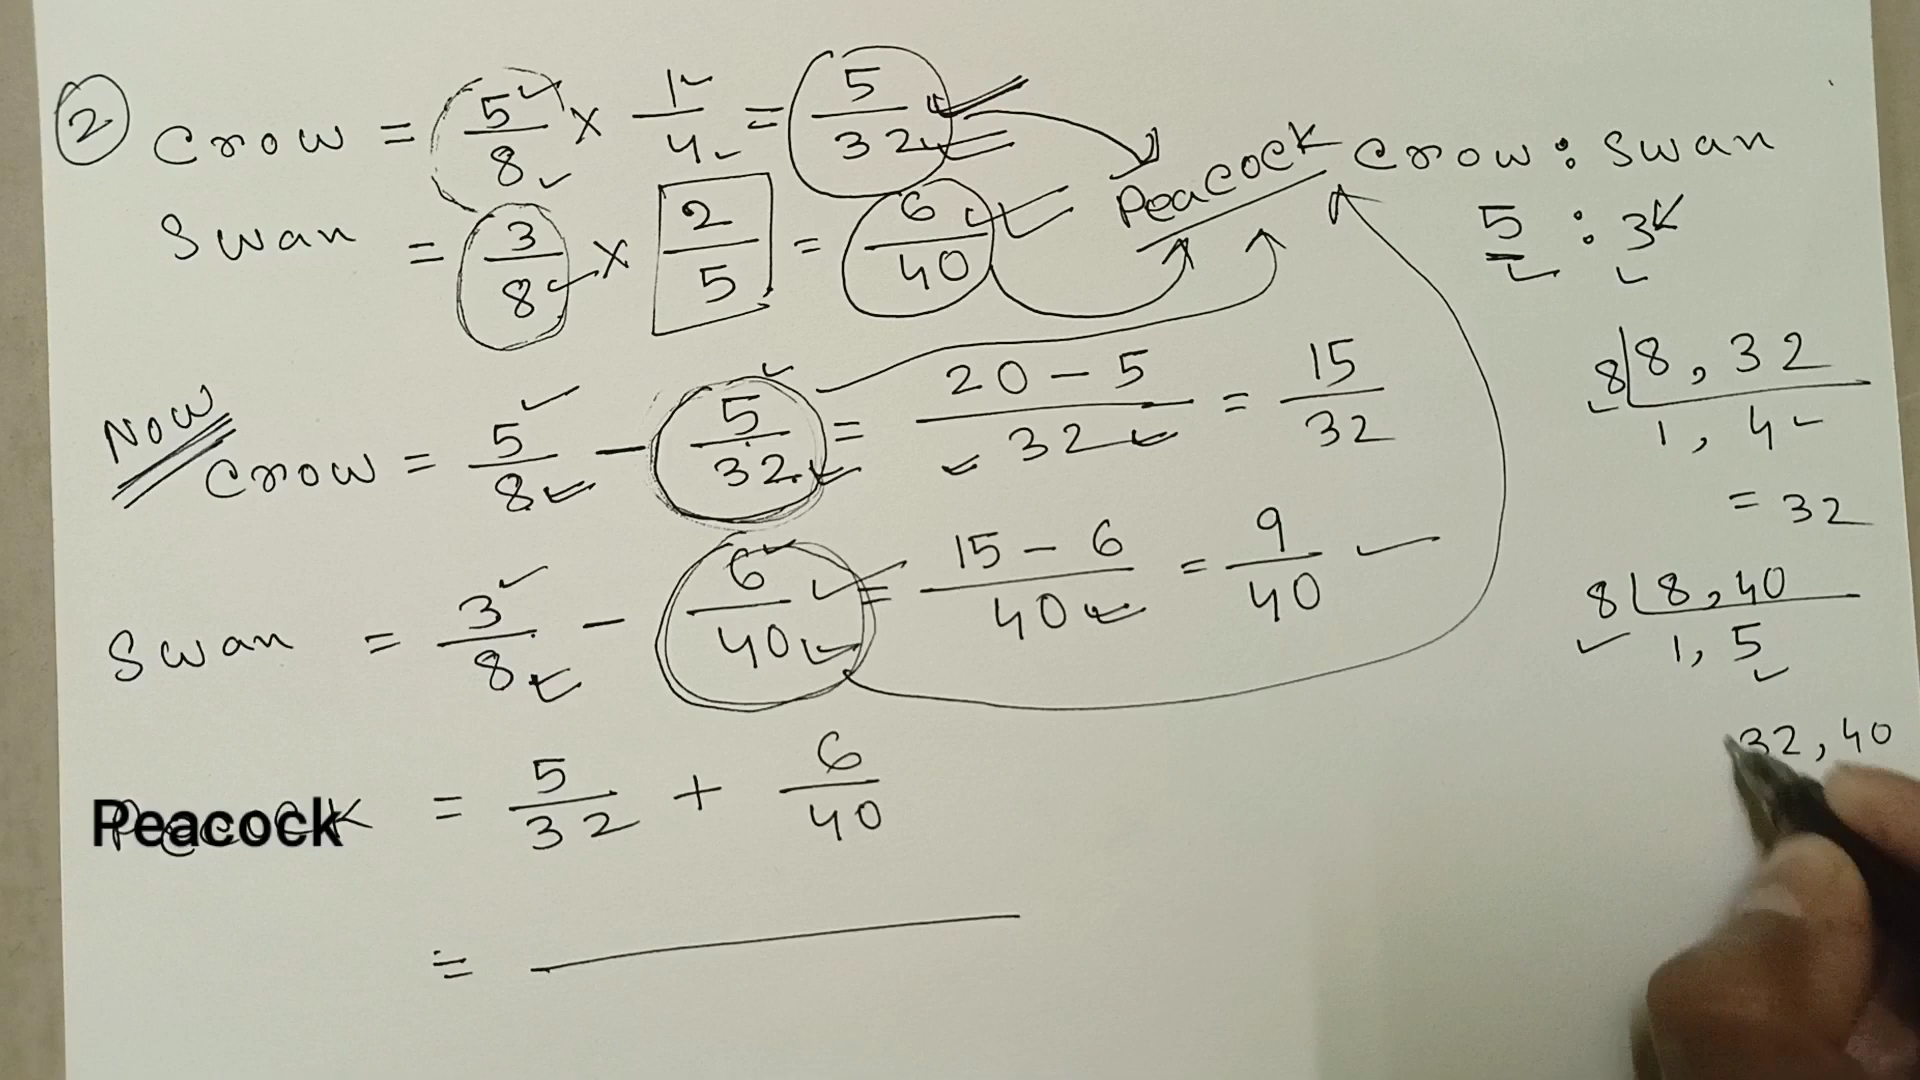 2 Crow = 5/8 × 1/4 = 5/32
Peacock Crow : Swan
5 : 3
Swan = 3/8 × 2/5 = 6/40
Now
Crow = 5/8 - 5/32 = 20 - 5/32 = 15/32
Swan = 3/8 - 6/40 = 15 - 6/40 = 9/40
Peacock = 5/32 + 6/40
=
8 8, 32
1, 4
= 32
8 8, 40
1, 5
32, 40